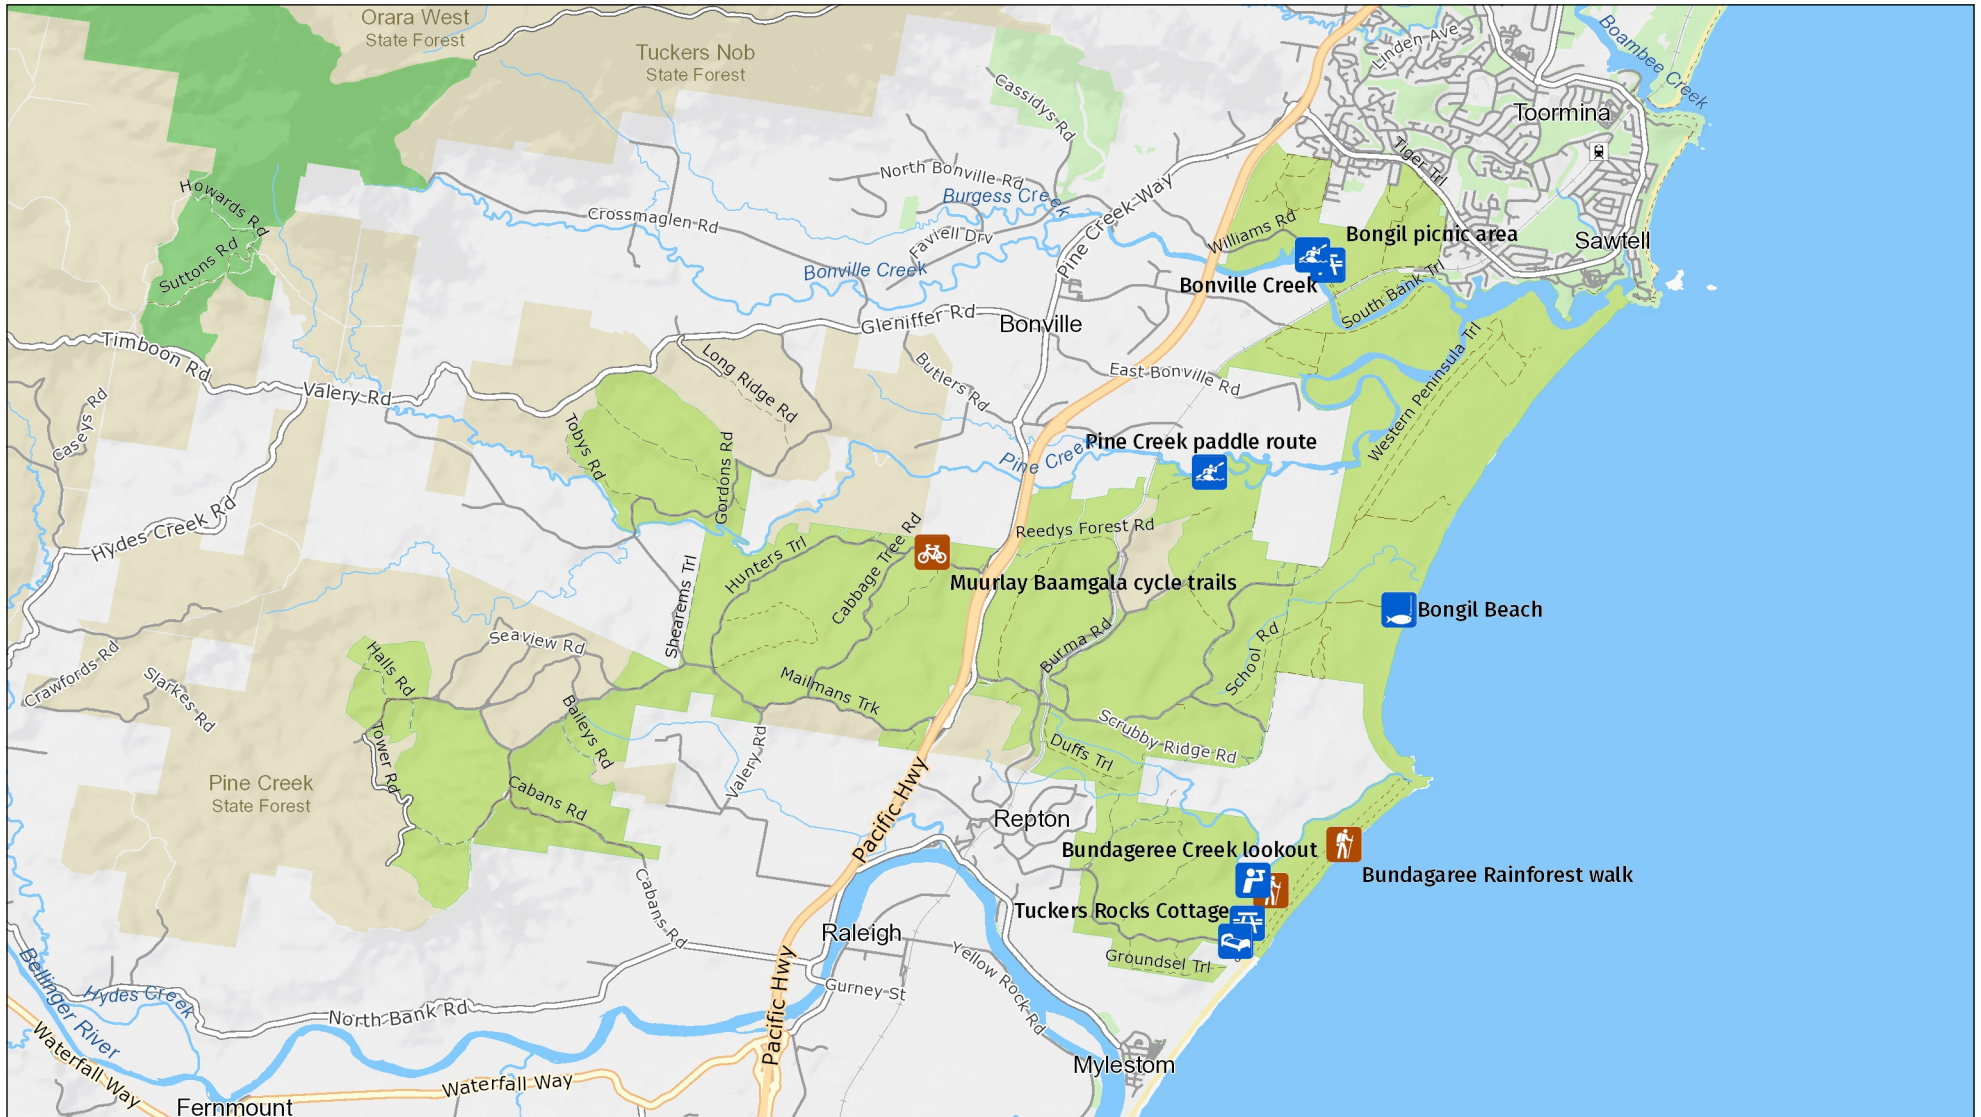 Orara West
State Forest
Tuckers Nob
State Forest
Linden Ave
Boambee Creek
Cassidys Rd
Toormina
Tiger Trl
North Bonville Rd
Burgess Creek
Howards Rd
Crossmaglen Rd
Pine Creek Way
Faviell Drv
Williams Rd
Bongil picnic area
Sawtell
Suttons Rd
Bonville Creek
Bonville Creek
South Bank Trl
Gleniffer Rd
Bonville
Timboon Rd
Long Ridge Rd
Butlers Rd
East Bonville Rd
Western Peninsula Trl
Valery Rd
Caseys Rd
Tobys Rd
Gordons Rd
Pine Creek
Pine Creek paddle route
Hydes Creek Rd
Hunters Trl
Cabbage Tree Rd
Reedys Forest Rd
Muurlay Baamgala cycle trails
Shearems Trl
Bongil Beach
Seaview Rd
Halls Rd
Burma Rd
School Rd
Crawfords Rd
Slarkes Rd
Mailmans Trk
Baileys Rd
Tower Rd
Valery Rd
Scrubby Ridge Rd
Duffs Trl
Pine Creek
State Forest
Cabans Rd
Pacific Hwy
Repton
Bundageree Creek lookout
Bundagaree Rainforest walk
Cabans Rd
Tuckers Rocks Cottage
Raleigh
Yellow Rock Rd
Groundsel Trl
Bellinger River
Hydes Creek
Gurney St
North Bank Rd
Pacific Hwy
Waterfall Way
Waterfall Way
Mylestom
Fernmount